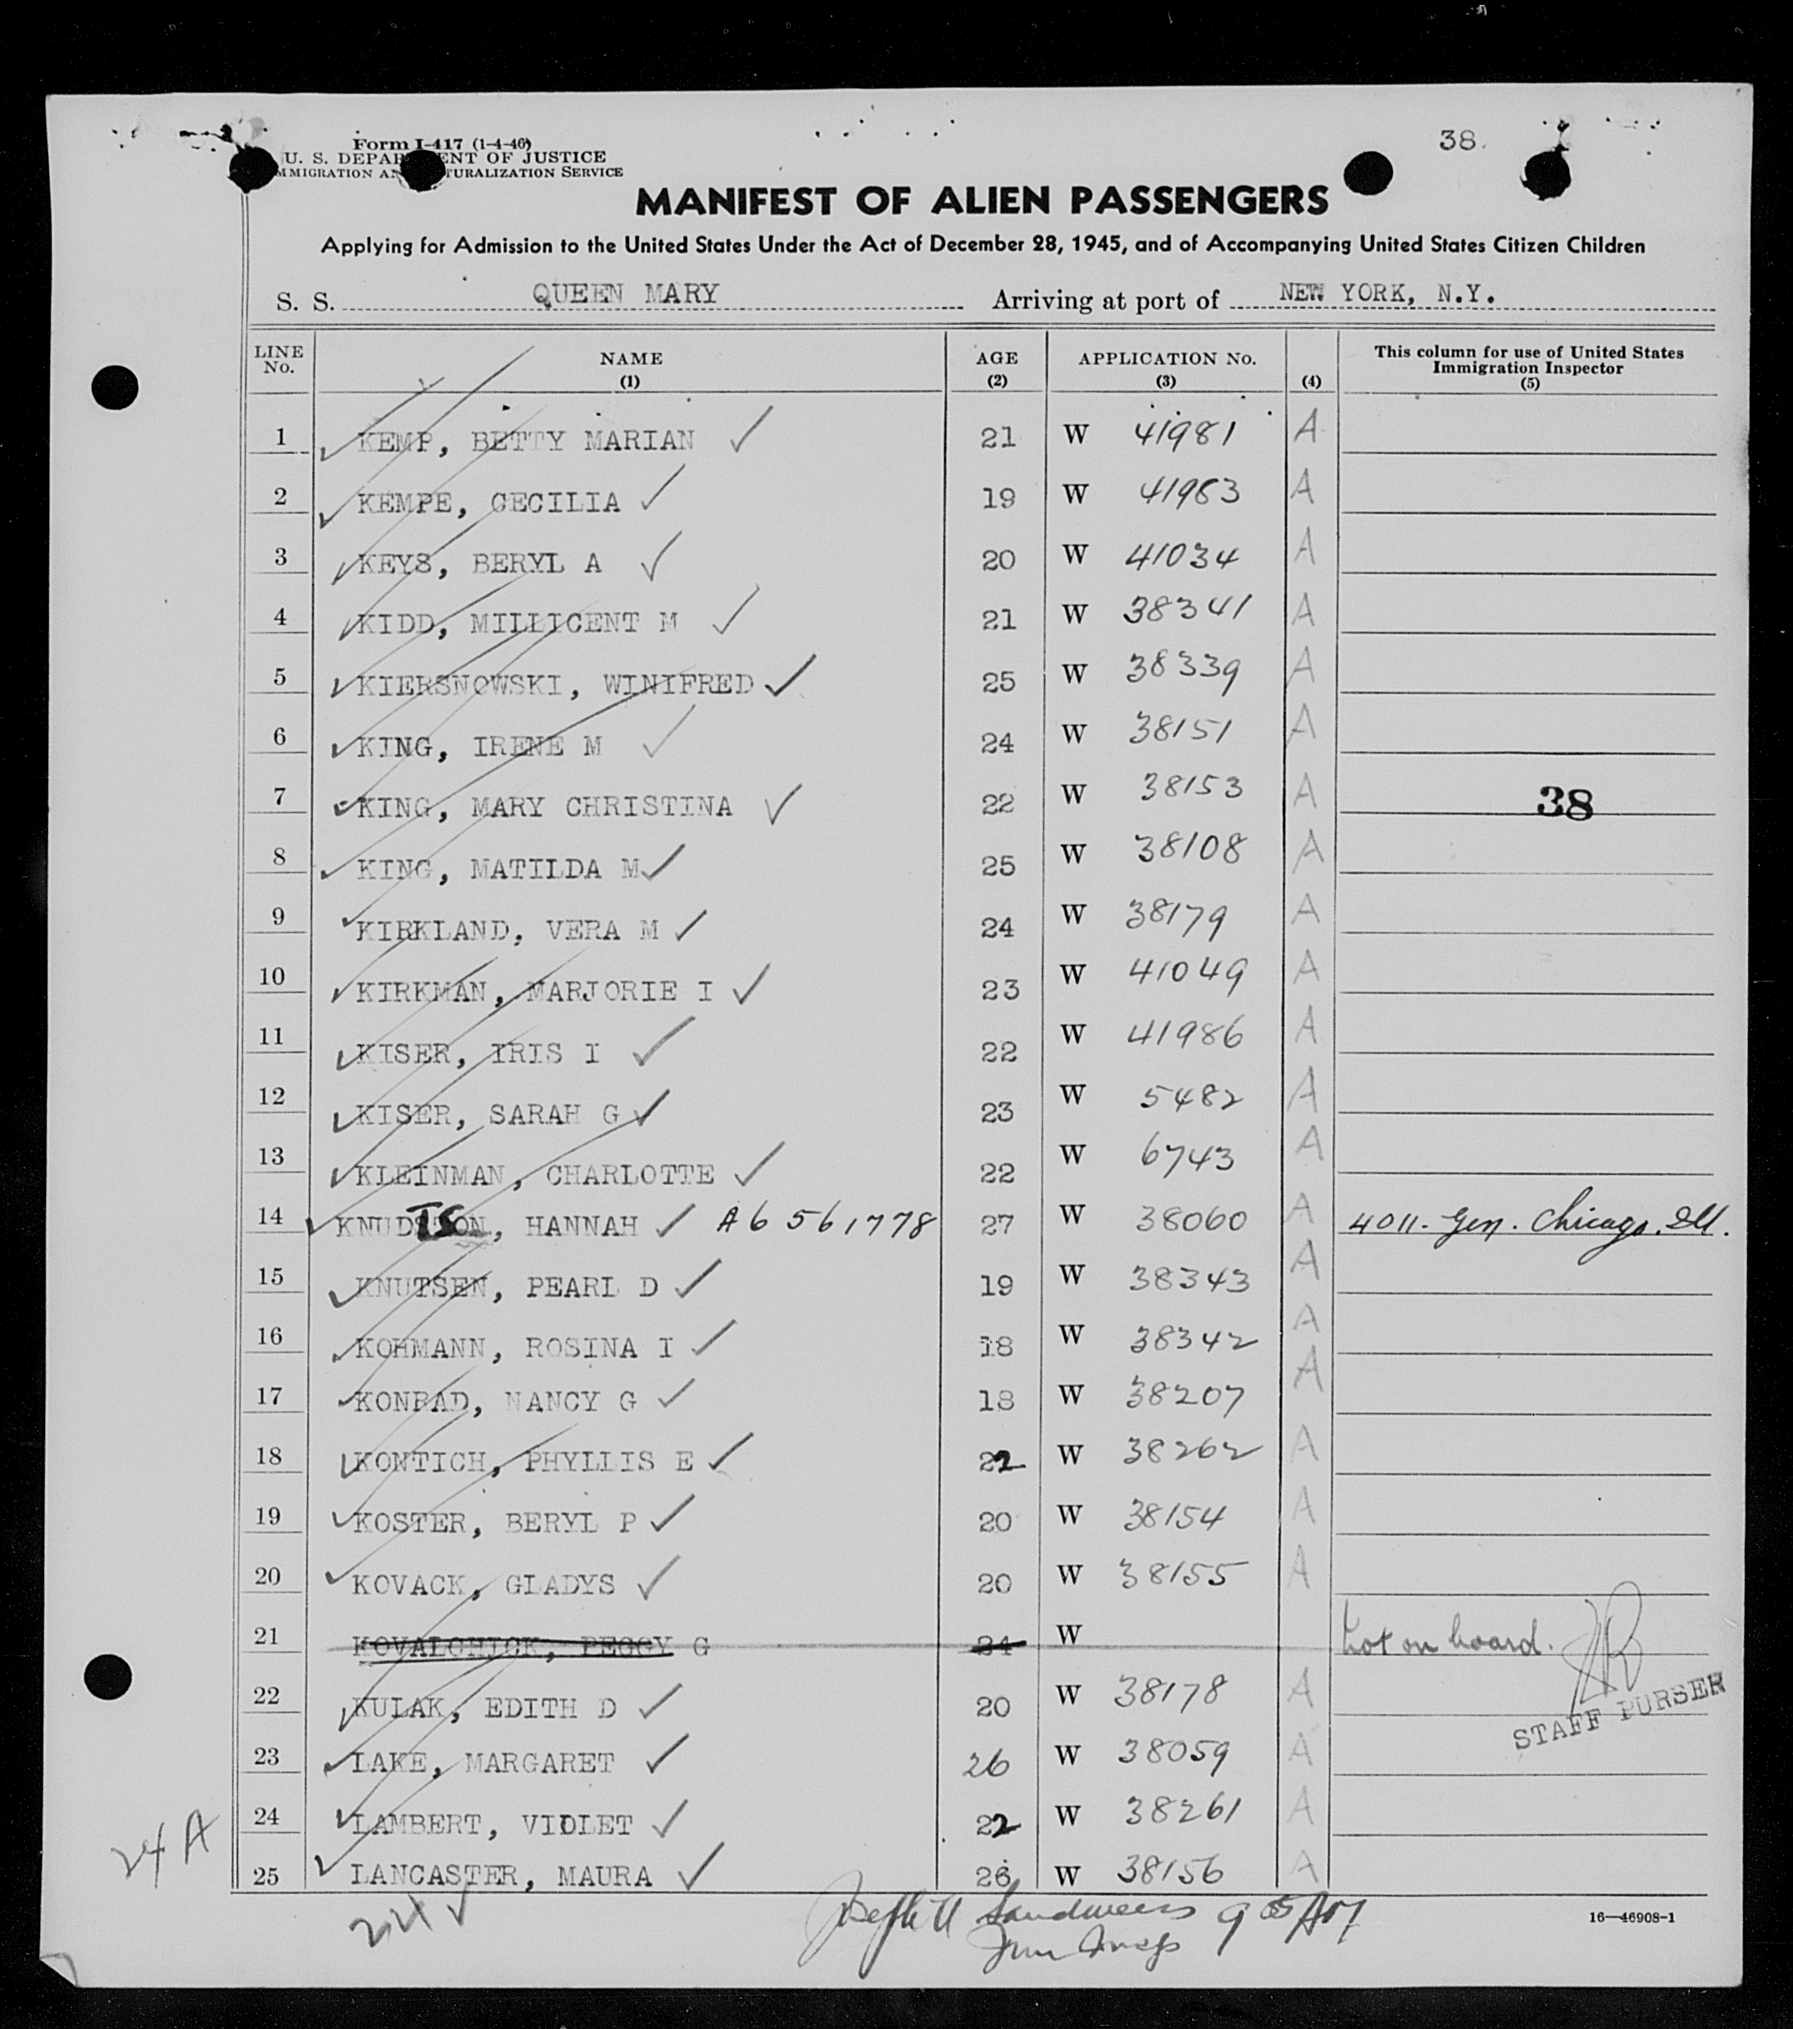 38.
Form I-417 (1-4-46)
U. S. DEPARTMENT OF JUSTICE
IMMIGRATION AND NATURALIZATION SERVICE
MANIFEST OF ALIEN PASSENGERS
Applying for Admission to the United States Under the Act of December 28, 1945, and of Accompanying United States Citizen Children
S. S. QUEEN MARY Arriving at port of NEW YORK, N.Y.
LINE No. NAME (1) AGE (2) APPLICATION No. (3) (4) This column for use of United States Immigration Inspector (5)
1 KEMP, BETTY MARIAN 21 W 41981 A
2 KEMPE, CECILIA 19 W 41983 A
3 KEYS, BERYL A 20 W 41034 A
4 KIDD, MILLICENT M 21 W 38341 A
5 KIERSNOWSKI, WINIFRED 25 W 38339 A
6 KING, IRENE M 24 W 38151 A
7 KING, MARY CHRISTINA 22 W 38153 A 38
8 KING, MATILDA M 25 W 38108 A
9 KIRKLAND, VERA M 24 W 38179 A
10 KIRKMAN, MARJORIE I 23 W 41049 A
11 KISER, IRIS I 22 W 41986 A
12 KISER, SARAH G 23 W 5482 A
13 KLEINMAN, CHARLOTTE 22 W 6743 A
14 HANNAH A6 561778 27 W 38060 A 4011. Gen. Chicago. Ill.
15 KNUTSEN, PEARL D 19 W 38343 A
16 KOHMANN, ROSINA I 18 W 38342 A
17 KONRAD, NANCY G 18 W 38207 A
18 KONTICH, PHYLLIS E 22 W 38262 A
19 KOSTER, BERYL P 20 W 38154 A
20 KOVACK, GLADYS 20 W 38155 A
21 KOVALCHICK, PEGGY G 24 W Not on board.
22 KULAK, EDITH D 20 W 38178 A
STAFF PURSER
23 LAKE, MARGARET 26 W 38059 A
24 LAMBERT, VIOLET 22 W 38261 A
24 A
25 LANCASTER, MAURA 26 W 38156 A
Joseph Sandweess 9 05 AM
Imm Insp
16—46908-1